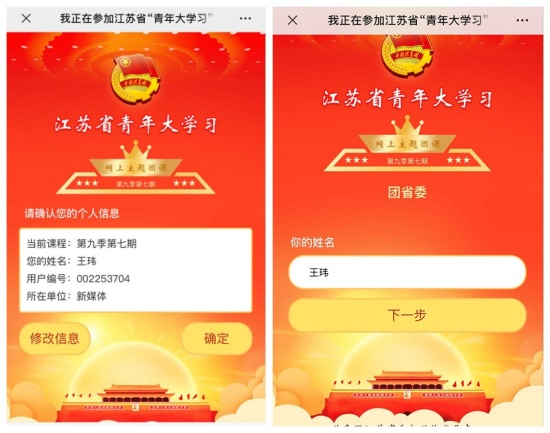 我正在参加江苏省“青年大学习”
江苏省青年大学习
网上主题团课
第九季第七期
请确认您的个人信息
当前课程：第九季第七期
您的姓名：王玮
用户编号：002253704
所在单位：新媒体
修改信息
确定
我正在参加江苏省“青年大学习”
江苏省青年大学习
网上主题团课
第九季第七期
团省委
你的姓名
王玮
下一步